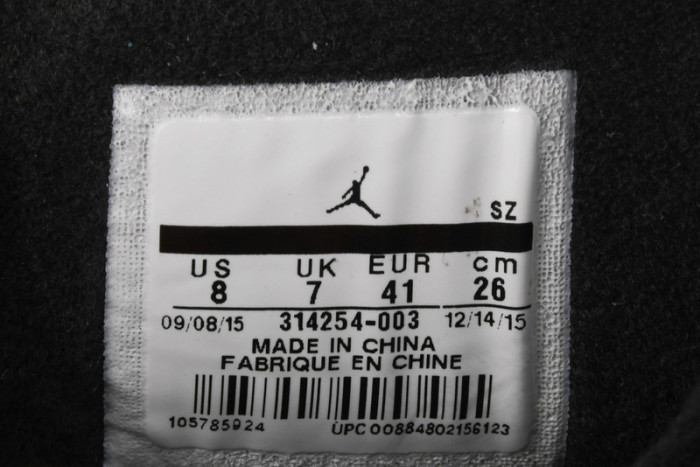 SZ
US UK EUR cm
8 7 41 26
09/08/15 314254-003 12/14/15
MADE IN CHINA
FABRIQUE EN CHINE
105785924 UPC 00884802156123